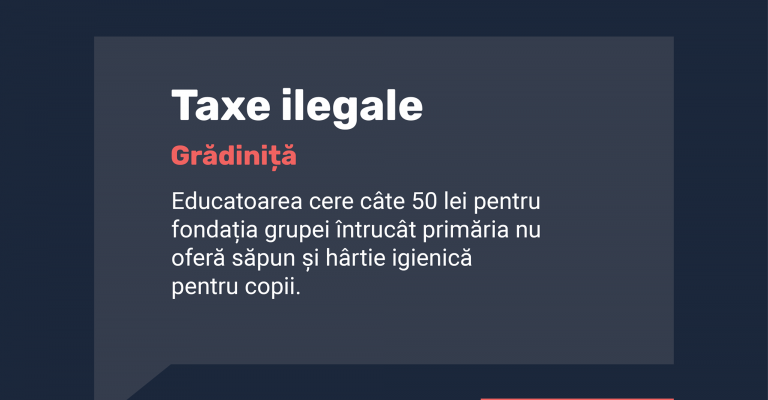 Taxe ilegale
Grădiniță
Educatoarea cere câte 50 lei pentru
fondația grupei întrucât primăria nu
oferă săpun și hârtie igienică
pentru copii.